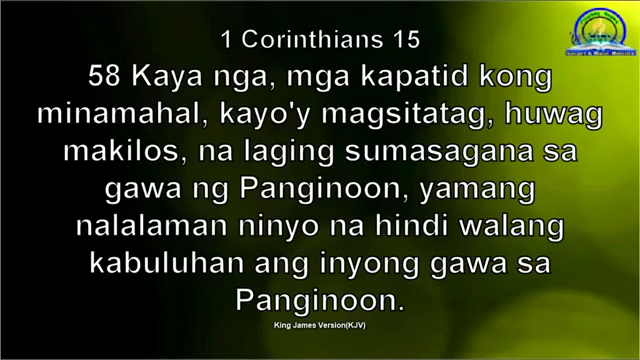 1 Corinthians 15
58 Kaya nga, mga kapatid kong
minamahal, kayo'y magsitatag, huwag
makilos, na laging sumasagana sa
gawa ng Panginoon, yamang
nalalaman ninyo na hindi walang
kabuluhan ang inyong gawa sa
Panginoon.
King James Version(KJV)